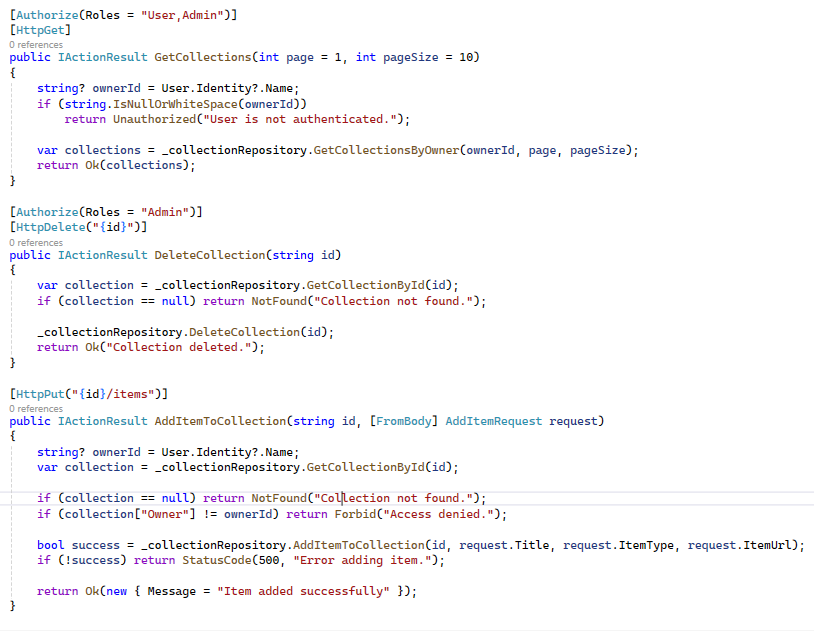 [Authorize(Roles = "User,Admin")]
[HttpGet]
0 references
public IActionResult GetCollections(int page = 1, int pageSize = 10)
{
    string? ownerId = User.Identity?.Name;
    if (string.IsNullOrWhiteSpace(ownerId))
        return Unauthorized("User is not authenticated.");

    var collections = _collectionRepository.GetCollectionsByOwner(ownerId, page, pageSize);
    return Ok(collections);
}

[Authorize(Roles = "Admin")]
[HttpDelete("{id}")]
0 references
public IActionResult DeleteCollection(string id)
{
    var collection = _collectionRepository.GetCollectionById(id);
    if (collection == null) return NotFound("Collection not found.");

    _collectionRepository.DeleteCollection(id);
    return Ok("Collection deleted.");
}

[HttpPut("{id}/items")]
0 references
public IActionResult AddItemToCollection(string id, [FromBody] AddItemRequest request)
{
    string? ownerId = User.Identity?.Name;
    var collection = _collectionRepository.GetCollectionById(id);

    if (collection == null) return NotFound("Collection not found.");
    if (collection["Owner"] != ownerId) return Forbid("Access denied.");

    bool success = _collectionRepository.AddItemToCollection(id, request.Title, request.ItemType, request.ItemUrl);
    if (!success) return StatusCode(500, "Error adding item.");

    return Ok(new { Message = "Item added successfully" });
}